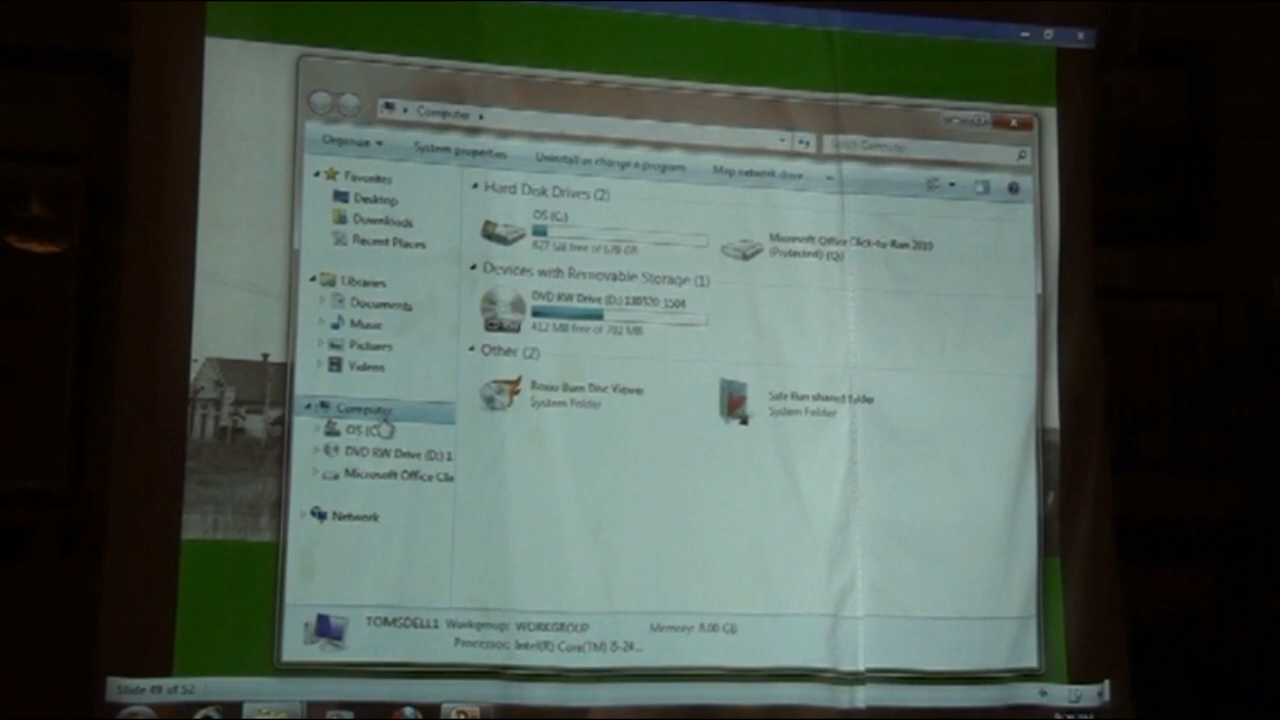 Computer
Search Computer
Organize
System properties
Uninstall or change a program
Map network drive
Favorites
Desktop
Downloads
Recent Places
Libraries
Documents
Music
Pictures
Videos
Computer
OS (C:)
DVD RW Drive (D:) 1
Microsoft Office Clic
Network
Hard Disk Drives (2)
OS (C:)
627 GB free of 679 GB
Microsoft Office Click-to-Run 2010
(Protected) (Q:)
Devices with Removable Storage (1)
DVD RW Drive (D:) 130520_1504
412 MB free of 702 MB
Other (2)
Roxio Burn Disc Viewer
System Folder
Safe Run shared folder
System Folder
TOMSDELL1 Workgroup: WORKGROUP Memory: 8.00 GB
Processor: Intel(R) Core(TM) i5-24...
Slide 49 of 52